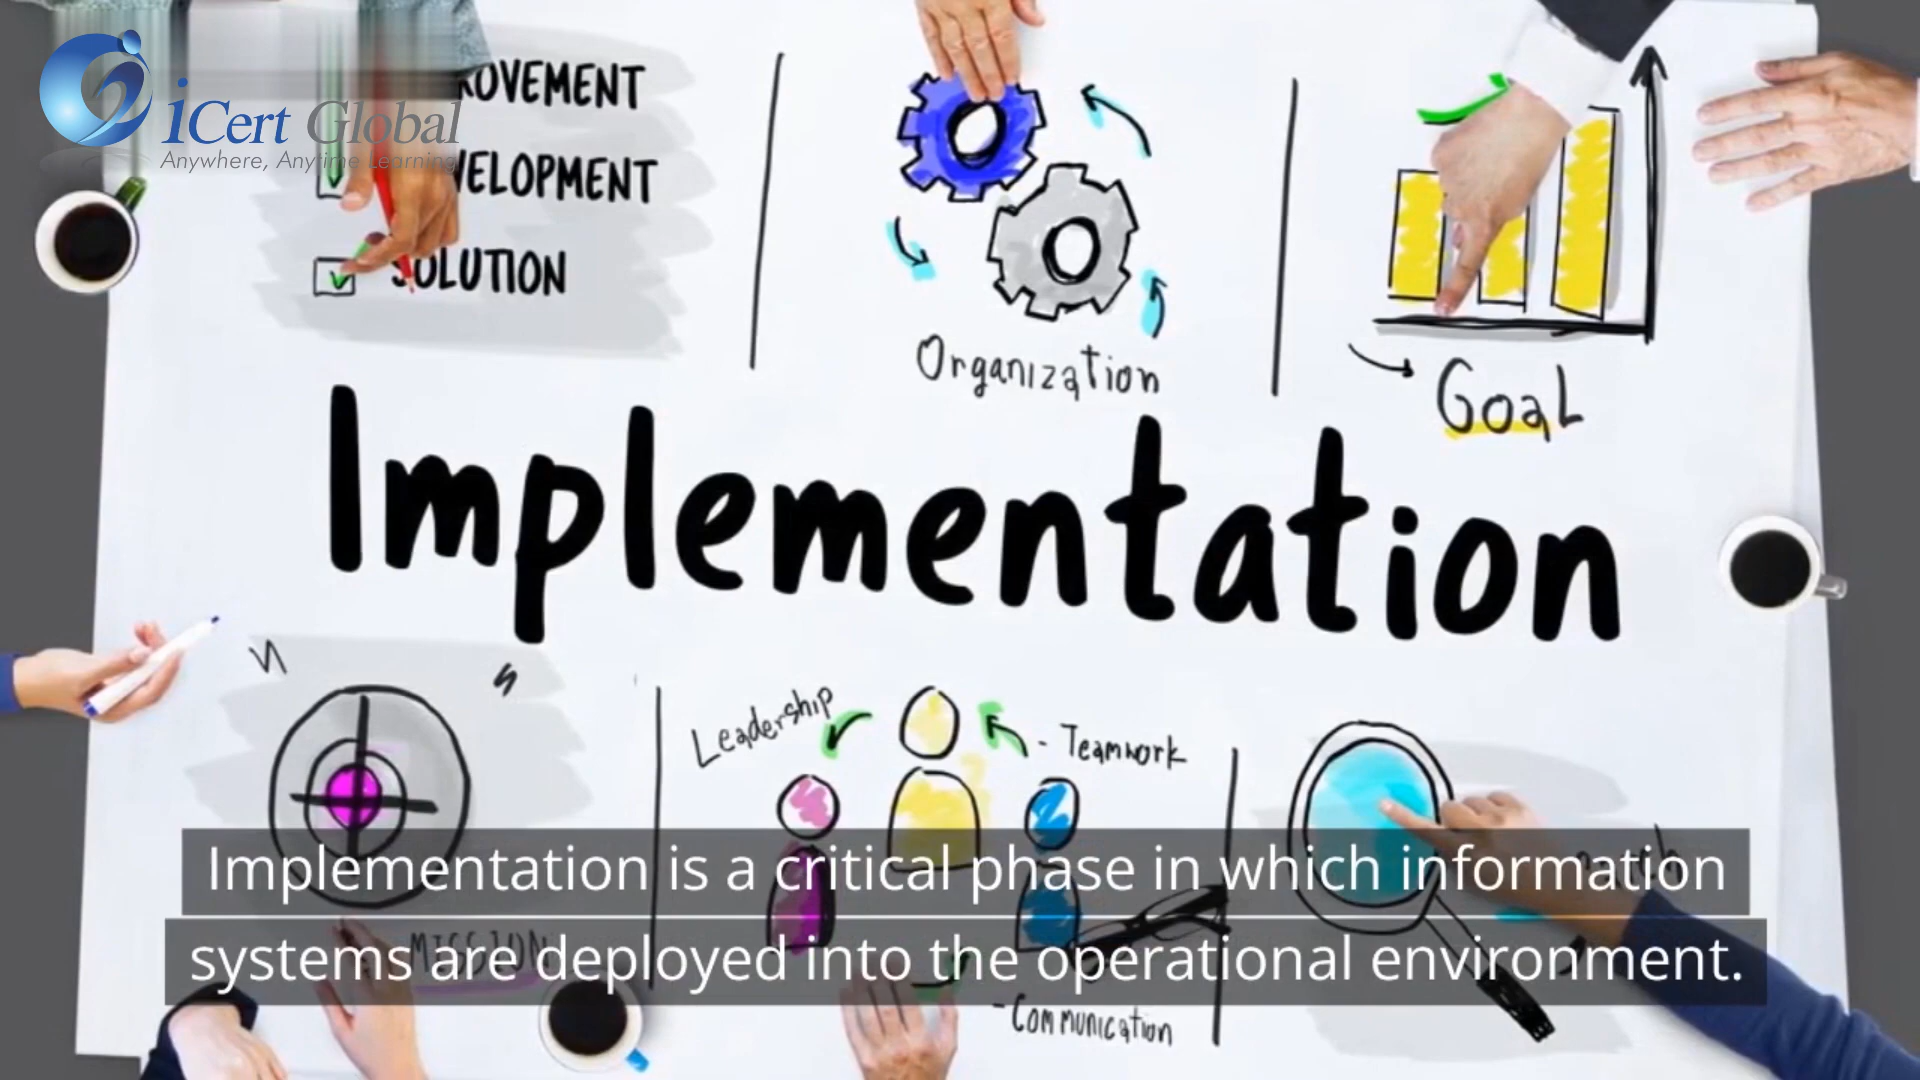 iCert Global
Anywhere, Anytime Learning
ROVEMENT
VELOPMENT
SOLUTION
Organization
Goal
Implementation
Leadership
- Teamwork
Implementation is a critical phase in which information
systems are deployed into the operational environment.
MISSION
- Communication